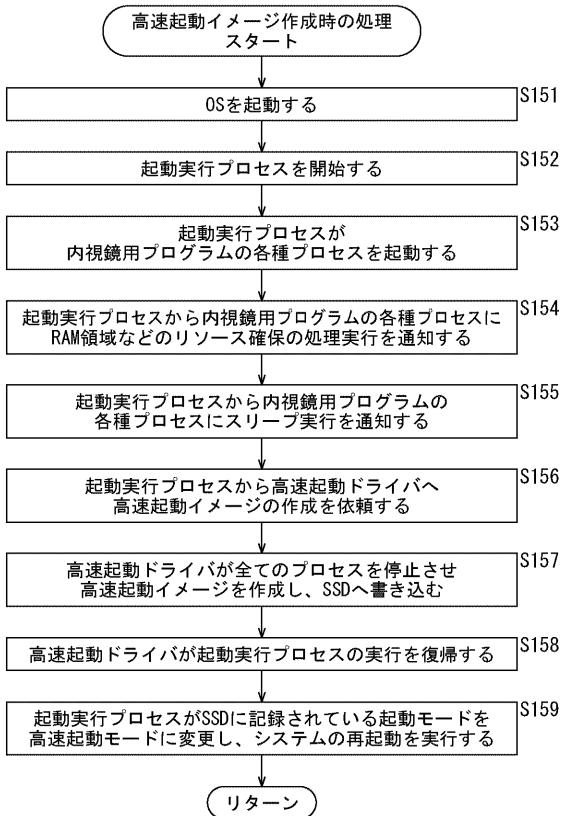 高速起動イメージ作成時の処理
スタート
S151
OSを起動する
S152
起動実行プロセスを開始する
S153
起動実行プロセスが
内視鏡用プログラムの各種プロセスを起動する
S154
起動実行プロセスから内視鏡用プログラムの各種プロセスに
RAM領域などのリソース確保の処理実行を通知する
S155
起動実行プロセスから内視鏡用プログラムの
各種プロセスにスリープ実行を通知する
S156
起動実行プロセスから高速起動ドライバへ
高速起動イメージの作成を依頼する
S157
高速起動ドライバが全てのプロセスを停止させ
高速起動イメージを作成し、SSDへ書き込む
S158
高速起動ドライバが起動実行プロセスの実行を復帰する
S159
起動実行プロセスがSSDに記録されている起動モードを
高速起動モードに変更し、システムの再起動を実行する
リターン